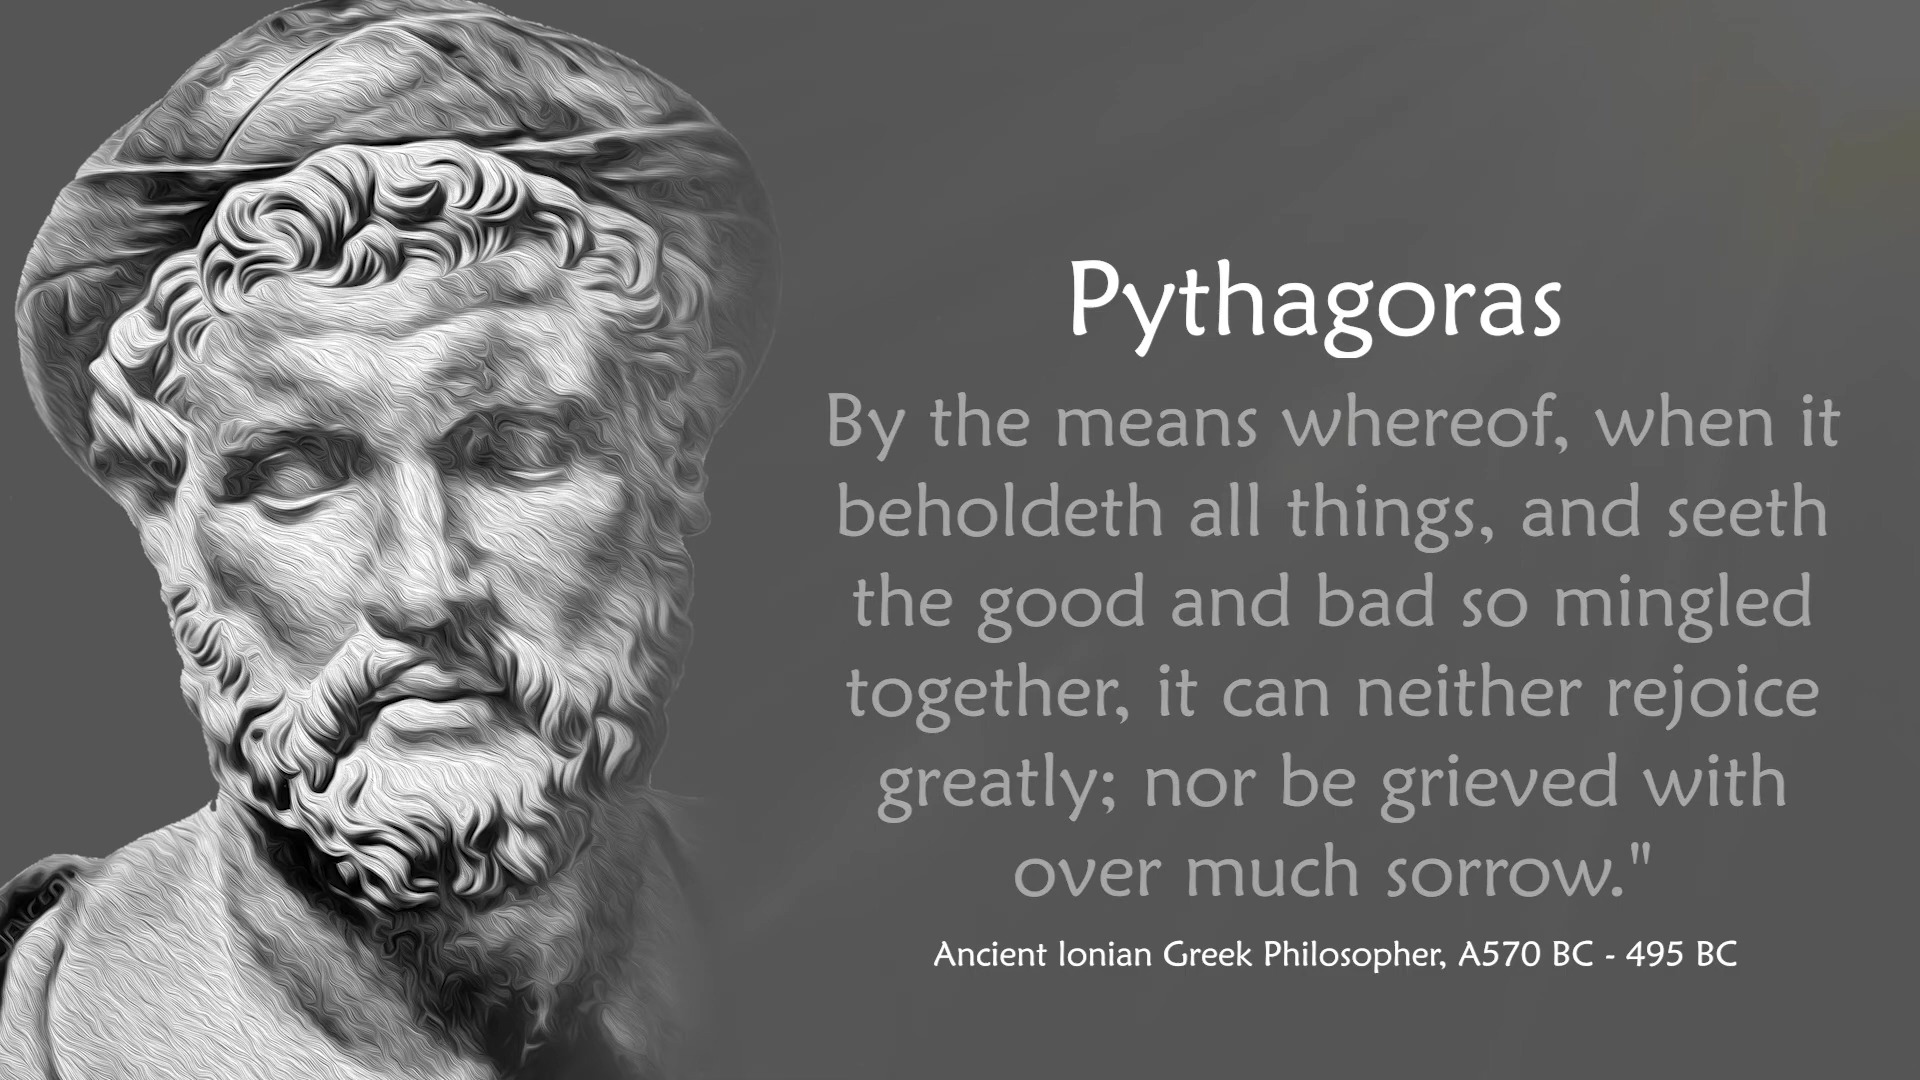 Pythagoras
By the means whereof, when it
beholdeth all things, and seeth
the good and bad so mingled
together, it can neither rejoice
greatly; nor be grieved with
over much sorrow."
Ancient Ionian Greek Philosopher, A570 BC - 495 BC